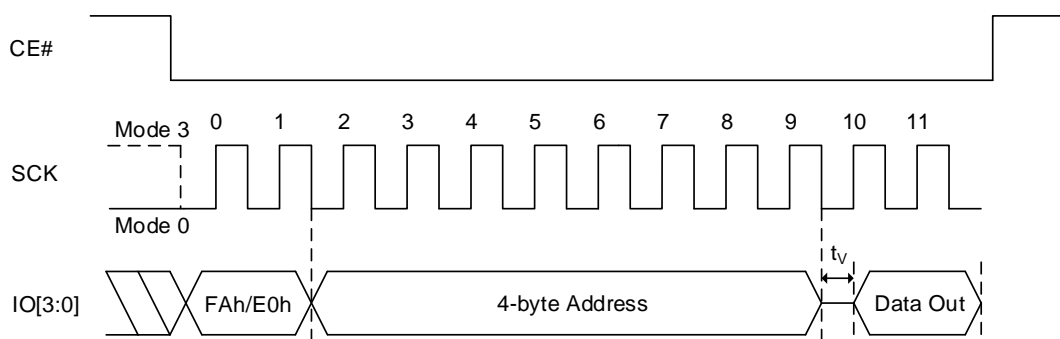 CE#
Mode 3
0 1 2 3 4 5 6 7 8 9 10 11
SCK
Mode 0
tV
IO[3:0]
FAh/E0h
4-byte Address
Data Out